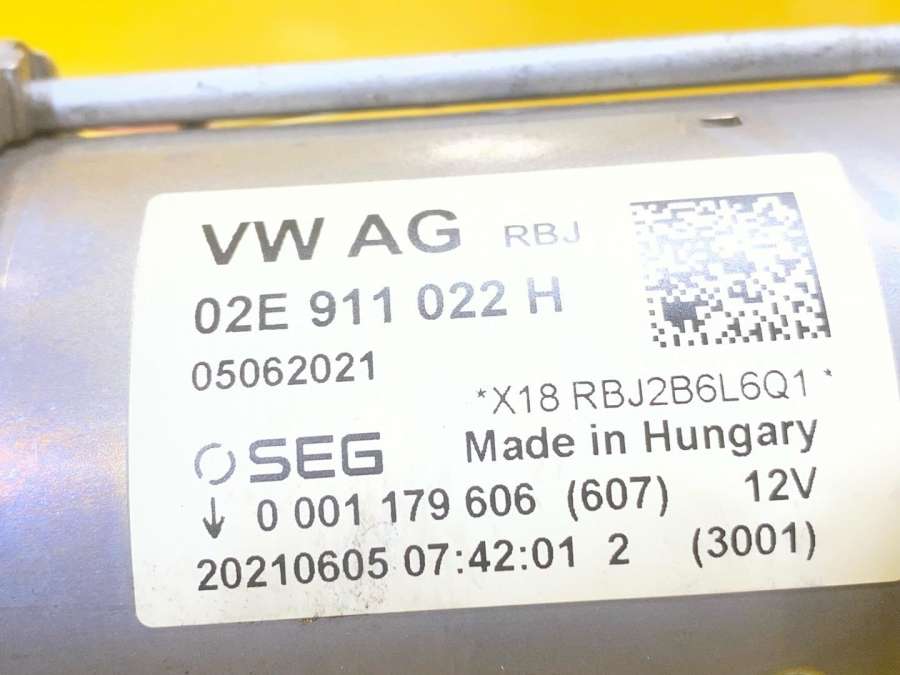 VW AG RBJ
02E 911 022 H
05062021
*X18 RBJ2B6L6Q1 *
SEG Made in Hungary
↓ 0 001 179 606 (607) 12V
20210605 07:42:01 2 (3001)